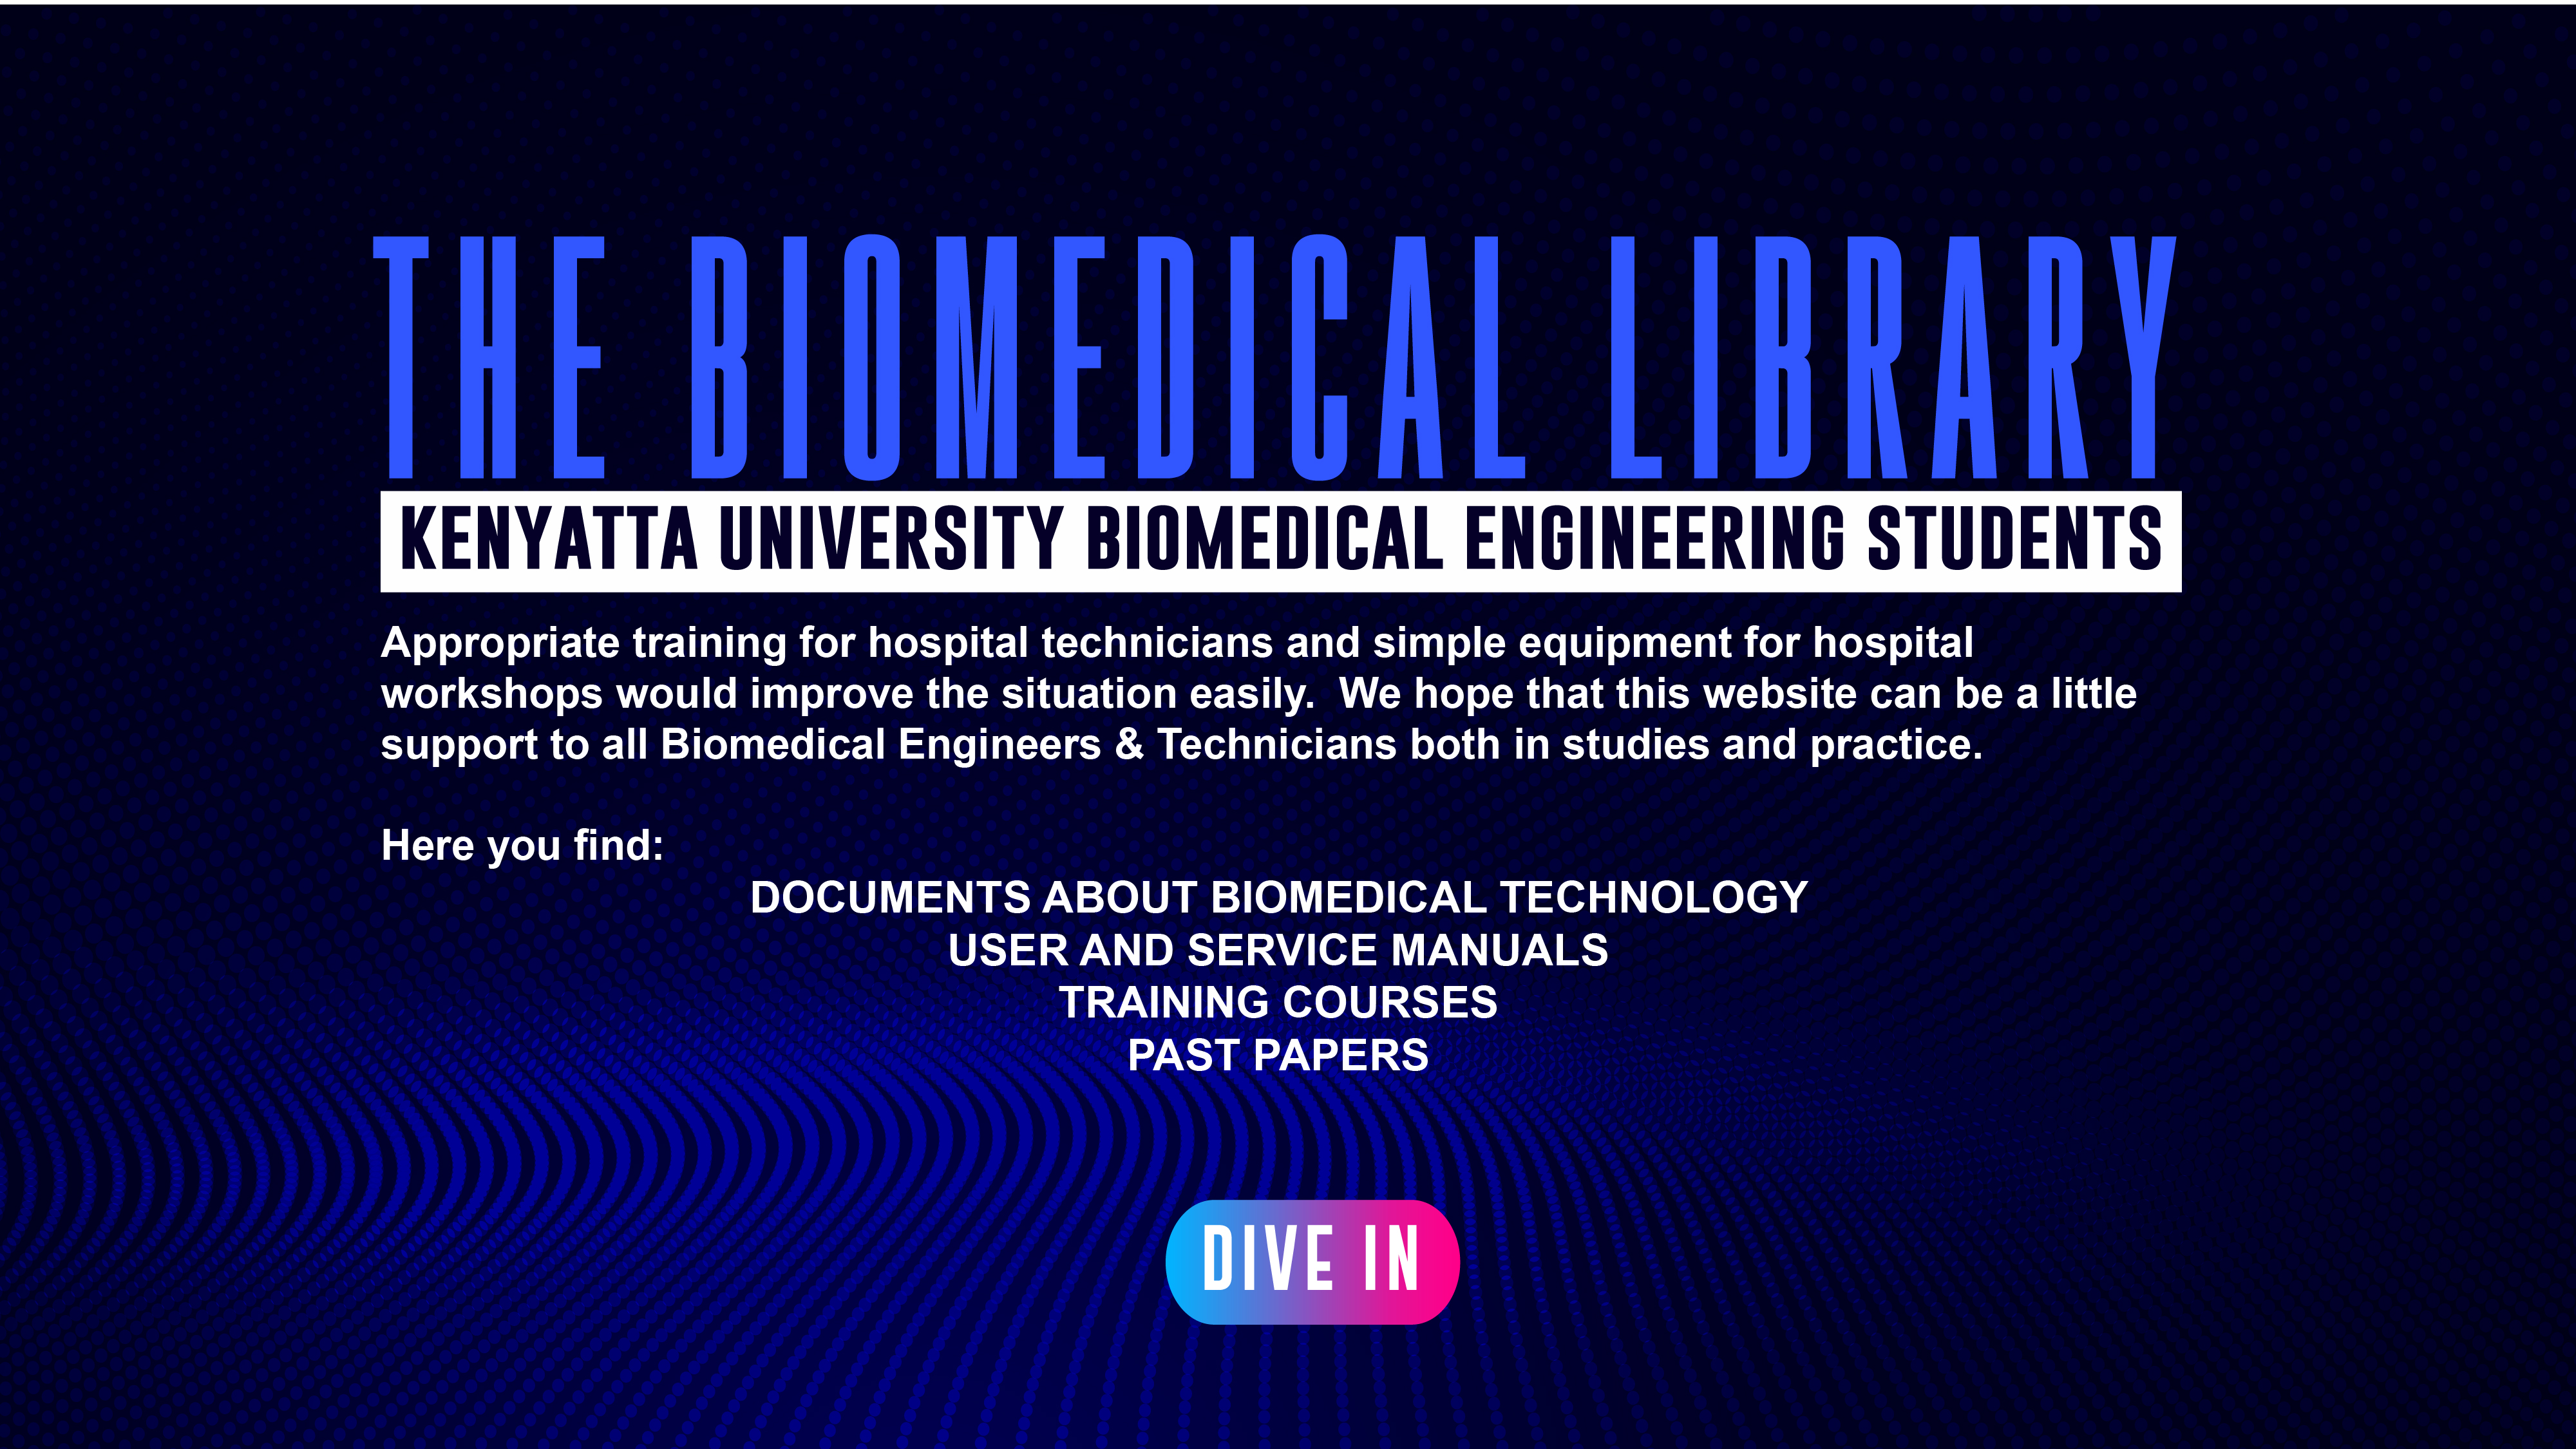 THE BIOMEDICAL LIBRARY
KENYATTA UNIVERSITY BIOMEDICAL ENGINEERING STUDENTS
Appropriate training for hospital technicians and simple equipment for hospital
workshops would improve the situation easily.  We hope that this website can be a little
support to all Biomedical Engineers & Technicians both in studies and practice.
Here you find:
DOCUMENTS ABOUT BIOMEDICAL TECHNOLOGY
USER AND SERVICE MANUALS
TRAINING COURSES
PAST PAPERS
DIVE IN